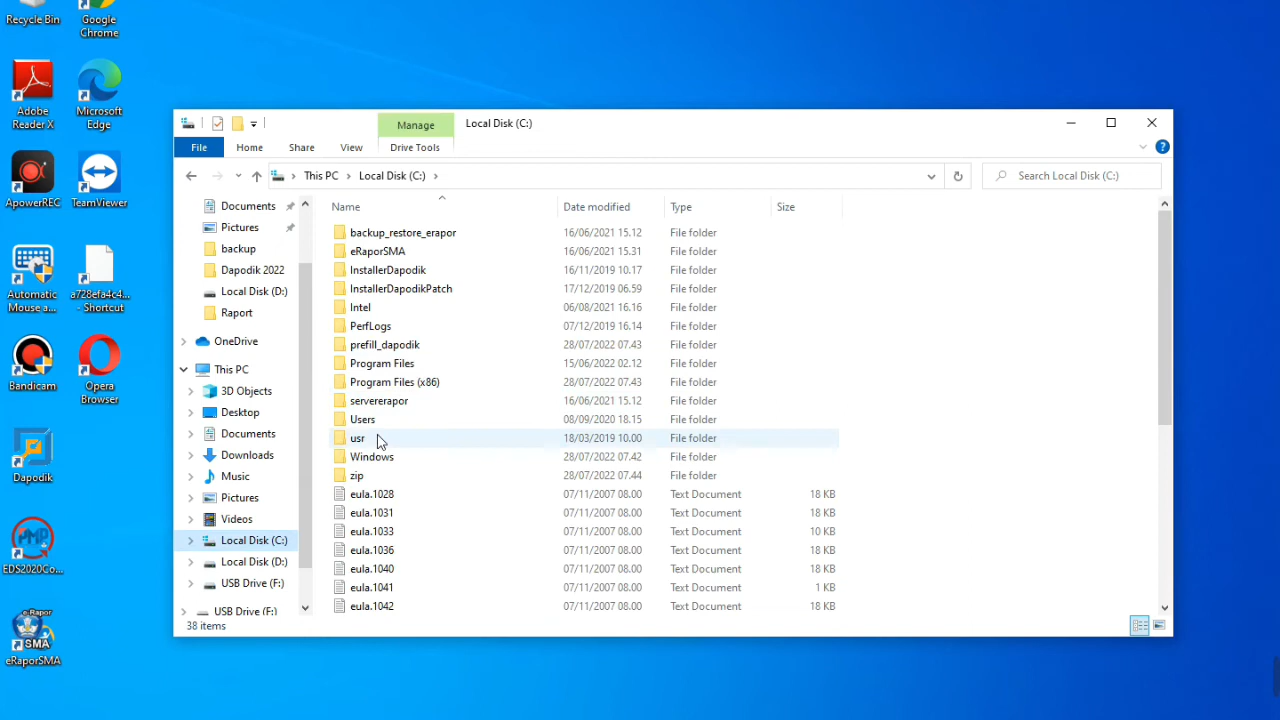 Recycle Bin
Google Chrome
Adobe Reader X
Microsoft Edge
ApowerREC
TeamViewer
Automatic Mouse a...
a728efa4c4... - Shortcut
Bandicam
Opera Browser
Dapodik
PMP
EDS2020Co...
e-Rapor
SMA
eRaporSMA
Manage
Local Disk (C:)
File
Home
Share
View
Drive Tools
This PC
Local Disk (C:)
Search Local Disk (C:)
Documents
Pictures
backup
Dapodik 2022
Local Disk (D:)
Raport
OneDrive
This PC
3D Objects
Desktop
Documents
Downloads
Music
Pictures
Videos
Local Disk (C:)
Local Disk (D:)
USB Drive (F:)
USB Drive (F:)
Name Date modified Type Size
backup_restore_erapor 16/06/2021 15.12 File folder
eRaporSMA 16/06/2021 15.31 File folder
InstallerDapodik 16/11/2019 10.17 File folder
InstallerDapodikPatch 17/12/2019 06.59 File folder
Intel 06/08/2021 16.16 File folder
PerfLogs 07/12/2019 16.14 File folder
prefill_dapodik 28/07/2022 07.43 File folder
Program Files 15/06/2022 02.12 File folder
Program Files (x86) 28/07/2022 07.43 File folder
servererapor 16/06/2021 15.12 File folder
Users 08/09/2020 18.15 File folder
usr 18/03/2019 10.00 File folder
Windows 28/07/2022 07.42 File folder
zip 28/07/2022 07.44 File folder
eula.1028 07/11/2007 08.00 Text Document 18 KB
eula.1031 07/11/2007 08.00 Text Document 18 KB
eula.1033 07/11/2007 08.00 Text Document 10 KB
eula.1036 07/11/2007 08.00 Text Document 18 KB
eula.1040 07/11/2007 08.00 Text Document 18 KB
eula.1041 07/11/2007 08.00 Text Document 1 KB
eula.1042 07/11/2007 08.00 Text Document 18 KB
38 items